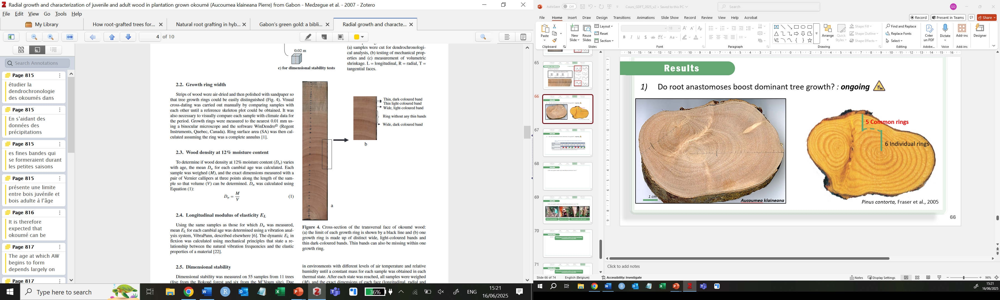 Radial growth and characterization of juvenile and adult wood in plantation grown okoumé (Aucoumea klaineana Pierre) from Gabon - Medzegue et al. - 2007 - Zotero
File Edit View Go Tools Help
My Library
How root-grafted trees for...
Natural root grafting in hyb...
Gabon's green gold: a bibli...
Radial growth and characte...
4 of 10
Search Annotations
Page 815
étudier la
dendrochronologie
des okoumés dans
Page 815
En s'aidant des
données des
précipitations
Page 815
es fines bandes qui
se formeraient durant
les petites saisons
Page 815
présente une limite
entre bois juvénile et
bois adulte à l'âge
Page 816
It is therefore
expected that
okoumé can be
Page 817
The age at which AW
begins to form
depends largely on
Page 817
0.02 m
c) for dimensional stability tests
(a) samples were cut for dendrochronologi-
cal analysis, (b) testing of mechanical prop-
erties and (c) measurement of volumetric
shrinkage. L = longitudinal, R = radial, T =
tangential faces.
2.2. Growth ring width
Strips of wood were air-dried and then polished with sandpaper so
that tree growth rings could be easily distinguished (Fig. 4). Visual
cross-dating was carried out manually by comparing samples with
each other until a reference skeleton plot could be obtained. It was
also necessary to visually compare each sample with climate data for
the period. Growth rings were measured to the nearest 0.01 mm us-
ing a binocular microscope and the software WinDendro© (Regent
Instruments, Quebec, Canada). Ring surface area (SA) was then cal-
culated assuming the ring was a complete annulus [1].
2.3. Wood density at 12% moisture content
To determine if wood density at 12% moisture content (Dw) varies
with age, the mean Dw for each cambial age was calculated. Each
sample was weighed (M), and the exact dimensions measured with a
pair of Vernier callipers at three points along the length of the sam-
ple so that volume (V) can be determined. Dw was calculated using
Equation (1):
Dw = M/V (1)
2.4. Longitudinal modulus of elasticity EL
Using the same samples as those for which Dw was measured,
mean EL for each cambial age was determined using a vibration anal-
ysis system, VibraPann, described elsewhere [6]. The dynamic EL in
flexion was calculated using mechanical principles that state a re-
lationship between the natural vibration frequencies and the elastic
properties of a material [22].
2.5. Dimensional stability
Dimensional stability was measured on 55 samples from 11 trees
(five from the Bokoué forest and six from the M'Voum site). Due
Thin, dark-coloured band
Thin light-coloured band
Wide, light-coloured band
Ring without any thin bands
Wide, dark-coloured band
b
a
Figure 4. Cross-section of the transversal face of okoumé wood:
(a) the limit of each growth ring is shown by a black line and (b) one
growth ring is made up of distinct wide, light-coloured bands and
thin dark-coloured bands. Thin bands can also be missing within one
growth ring.
in environments with different levels of air temperature and relative
humidity until a constant mass for each sample was obtained in each
thermal state. After each state was reached, all samples were weighed
(M), and the exact dimensions of each face (longitudinal, radial and
Type here to search
36%
ENG
15:21
16/06/2025
AutoSave Off
Cours_GDFT_2025_v2 • Saved to this PC
Search
GQ
File Home Insert Draw Design Transitions Animations Slide Show Record Review View Help Acrobat
Record
Present in Teams
Share
Paste
Clipboard
New
Slide
Reuse
Slides
Layout
Reset
Section
Slides
18
Font
Paragraph
Arrange
Quick
Styles
Shape Fill
Shape Outline
Shape Effects
Drawing
Find and Replace
Replace Fonts
Select
Editing
Créer
un PDF
Adobe...
Dictate
Voice
Add-ins
Add-ins
Designer
65
66
67
68
69
70
71
Results
1) Do root anastomoses boost dominant tree growth? : ongoing
1 cm
Aucoumea klaineana
5 Common rings
6 Individual rings
Pinus contorta, Fraser et al., 2005
66
Click to add notes
Slide 66 of 74
English (Belgium)
Accessibility: Investigate
Notes
Display Settings
96%
15:21
16/06/2025